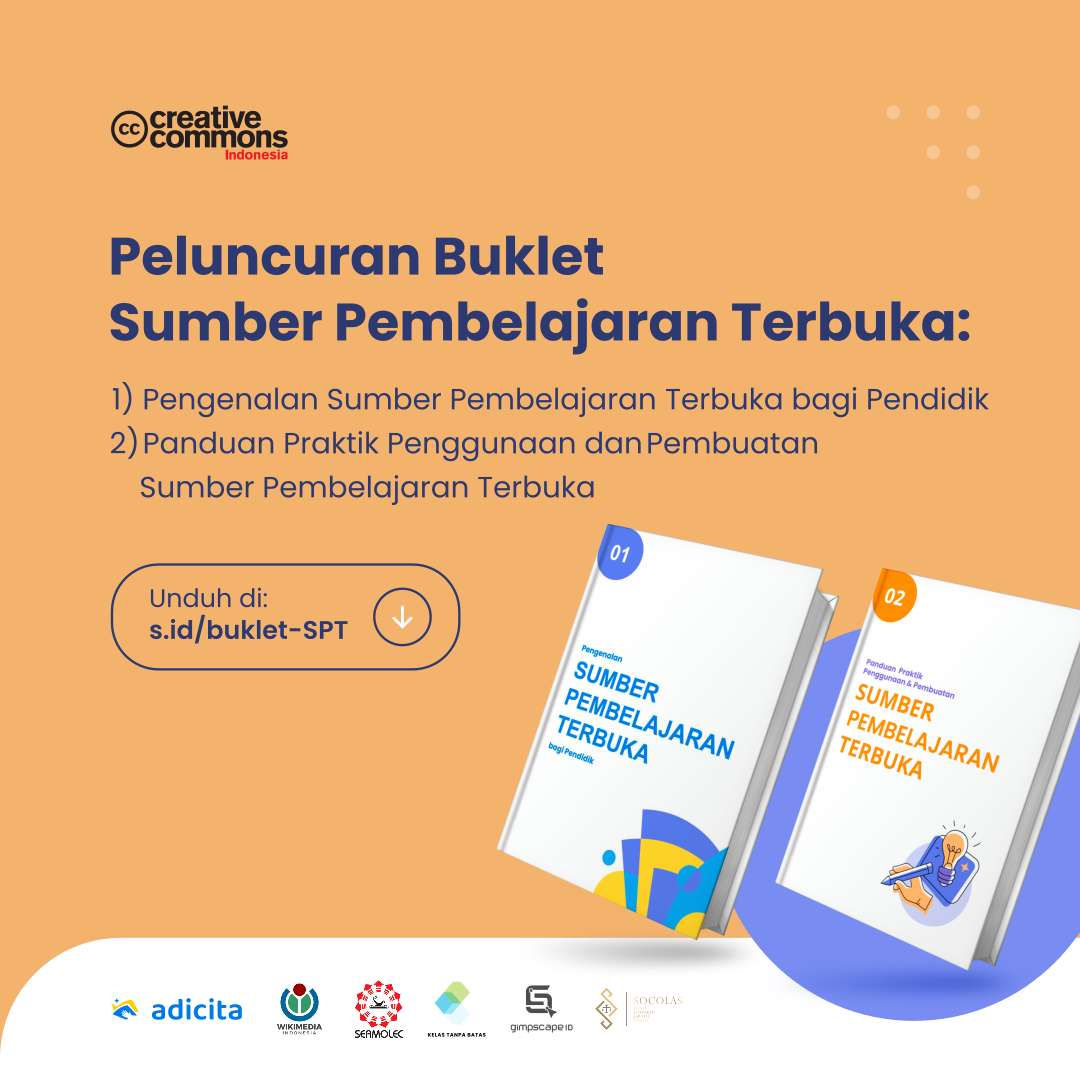 cc creative
commons
Indonesia
Peluncuran Buklet
Sumber Pembelajaran Terbuka:
1) Pengenalan Sumber Pembelajaran Terbuka bagi Pendidik
2) Panduan Praktik Penggunaan dan Pembuatan
Sumber Pembelajaran Terbuka
Unduh di:
s.id/buklet-SPT
01
Pengenalan
SUMBER
PEMBELAJARAN
TERBUKA
bagi Pendidik
02
Panduan Praktik
Penggunaan & Pembuatan
SUMBER
PEMBELAJARAN
TERBUKA
adicita
WIKIMEDIA
INDONESIA
SEAMOLEC
KELAS TANPA BATAS
gimpscape ID
SOCOLAS